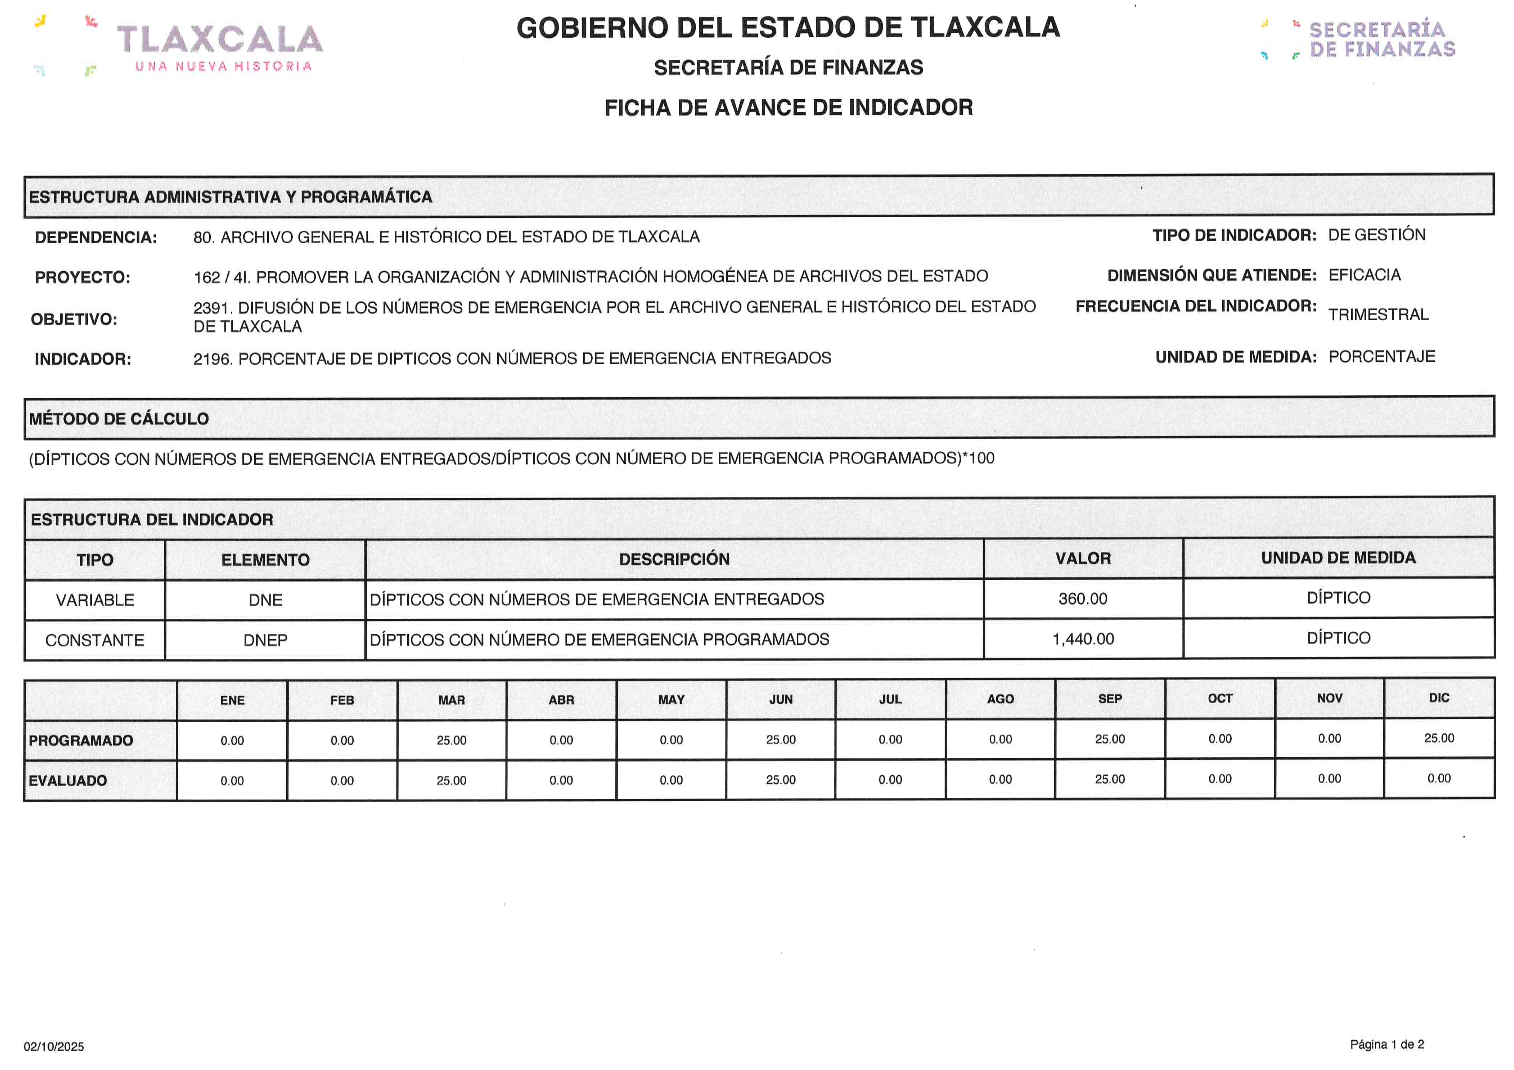 TLAXCALA
UNA NUEVA HISTORIA
GOBIERNO DEL ESTADO DE TLAXCALA
SECRETARÍA DE FINANZAS
FICHA DE AVANCE DE INDICADOR
SECRETARÍA
DE FINANZAS
ESTRUCTURA ADMINISTRATIVA Y PROGRAMÁTICA
DEPENDENCIA: 80. ARCHIVO GENERAL E HISTÓRICO DEL ESTADO DE TLAXCALA TIPO DE INDICADOR: DE GESTIÓN
PROYECTO: 162 / 4I. PROMOVER LA ORGANIZACIÓN Y ADMINISTRACIÓN HOMOGÉNEA DE ARCHIVOS DEL ESTADO DIMENSIÓN QUE ATIENDE: EFICACIA
OBJETIVO: 2391. DIFUSIÓN DE LOS NÚMEROS DE EMERGENCIA POR EL ARCHIVO GENERAL E HISTÓRICO DEL ESTADO
DE TLAXCALA FRECUENCIA DEL INDICADOR: TRIMESTRAL
INDICADOR: 2196. PORCENTAJE DE DIPTICOS CON NÚMEROS DE EMERGENCIA ENTREGADOS UNIDAD DE MEDIDA: PORCENTAJE
MÉTODO DE CÁLCULO
(DÍPTICOS CON NÚMEROS DE EMERGENCIA ENTREGADOS/DÍPTICOS CON NÚMERO DE EMERGENCIA PROGRAMADOS)*100
ESTRUCTURA DEL INDICADOR
TIPO ELEMENTO DESCRIPCIÓN VALOR UNIDAD DE MEDIDA
VARIABLE DNE DÍPTICOS CON NÚMEROS DE EMERGENCIA ENTREGADOS 360.00 DÍPTICO
CONSTANTE DNEP DÍPTICOS CON NÚMERO DE EMERGENCIA PROGRAMADOS 1,440.00 DÍPTICO
ENE FEB MAR ABR MAY JUN JUL AGO SEP OCT NOV DIC
PROGRAMADO 0.00 0.00 25.00 0.00 0.00 25.00 0.00 0.00 25.00 0.00 0.00 25.00
EVALUADO 0.00 0.00 25.00 0.00 0.00 25.00 0.00 0.00 25.00 0.00 0.00 0.00
02/10/2025 Página 1 de 2